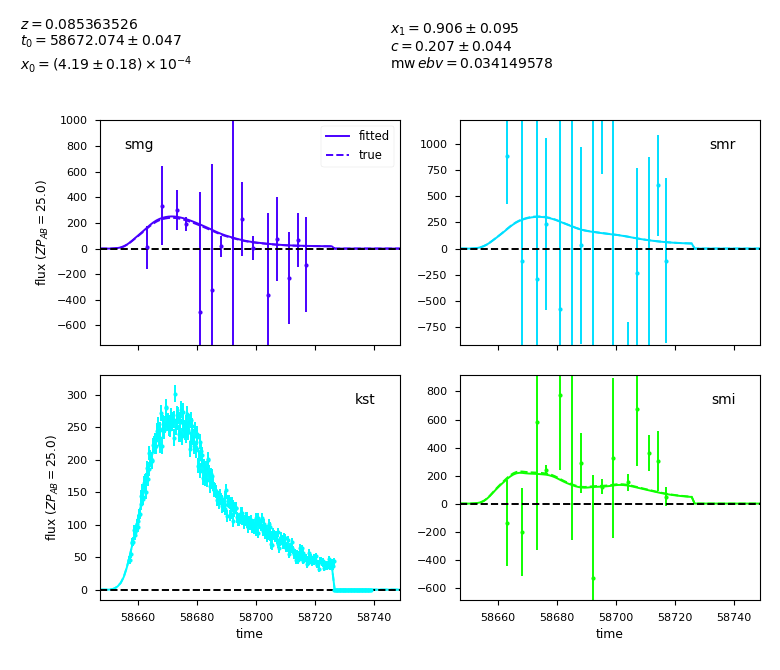 z = 0.085363526
t₀ = 58672.074 ± 0.047
x₀ = (4.19 ± 0.18) × 10⁻⁴
x₁ = 0.906 ± 0.095
c = 0.207 ± 0.044
mw ebv = 0.034149578
smg
fitted
true
1000
800
600
400
200
0
−200
−400
−600
flux (ZP_AB = 25.0)
smr
1000
750
500
250
0
−250
−500
−750
kst
300
250
200
150
100
50
0
flux (ZP_AB = 25.0)
58660 58680 58700 58720 58740
time
smi
800
600
400
200
0
−200
−400
−600
58660 58680 58700 58720 58740
time